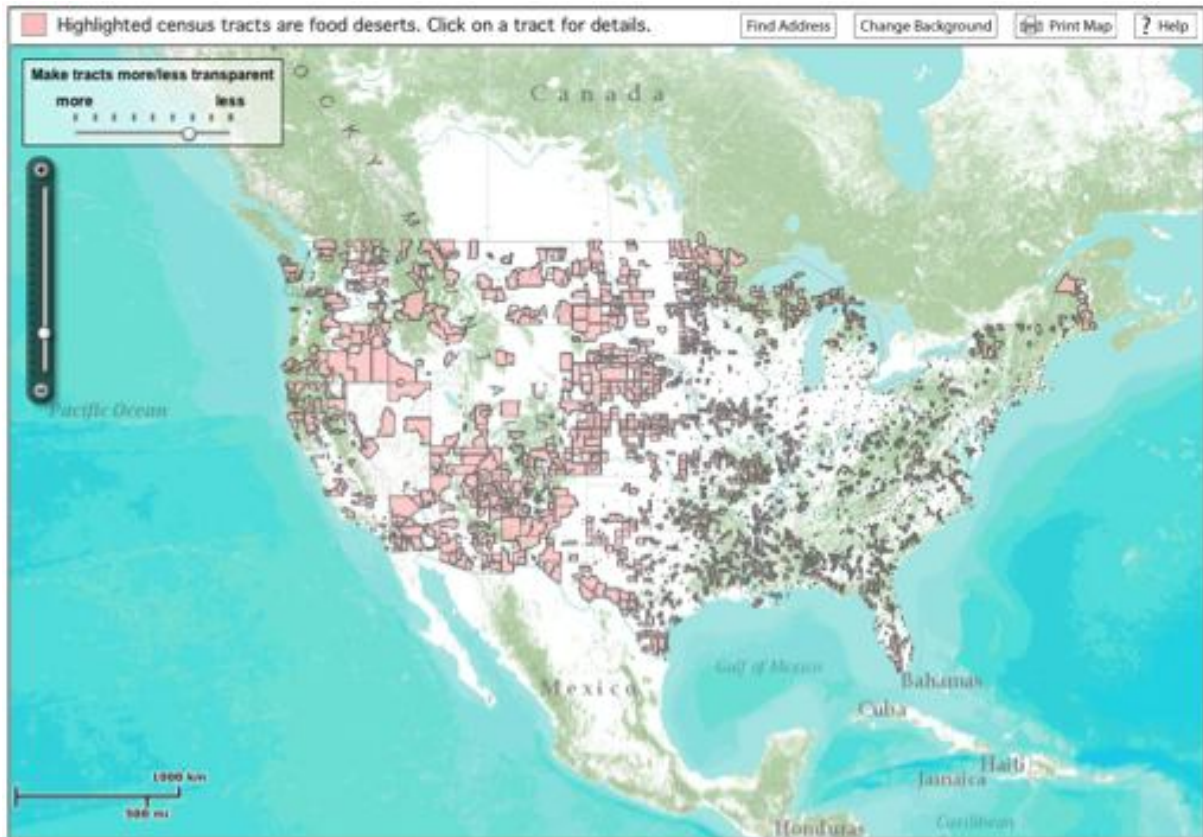 Highlighted census tracts are food deserts. Click on a tract for details.
Find Address
Change Background
Print Map
? Help
Make tracts more/less transparent
more
less
Canada
Pacific Ocean
U
S
A
Gulf of Mexico
Mexico
Bahamas
Cuba
Haiti
Jamaica
Honduras
Caribbean
1000 km
500 mi